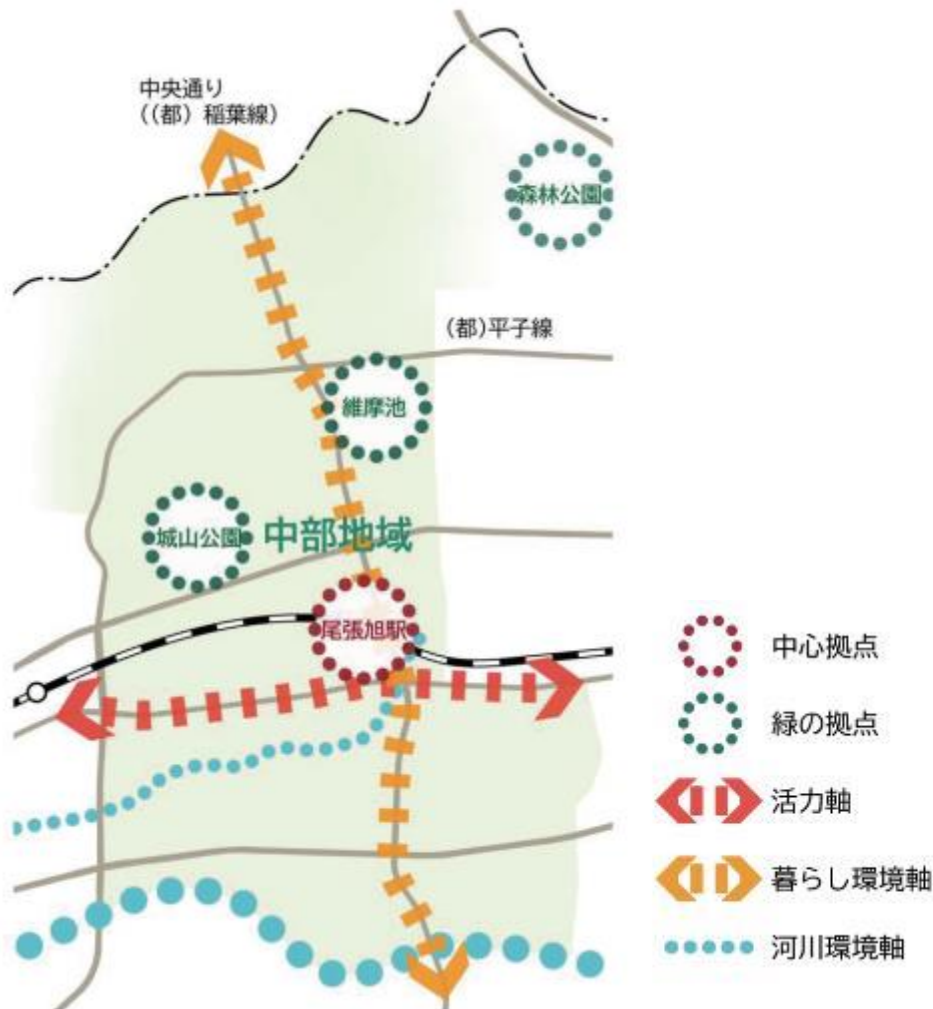 中央通り
((都) 稲葉線)
森林公園
(都)平子線
維摩池
城山公園
中部地域
尾張旭駅
中心拠点
緑の拠点
活力軸
暮らし環境軸
河川環境軸